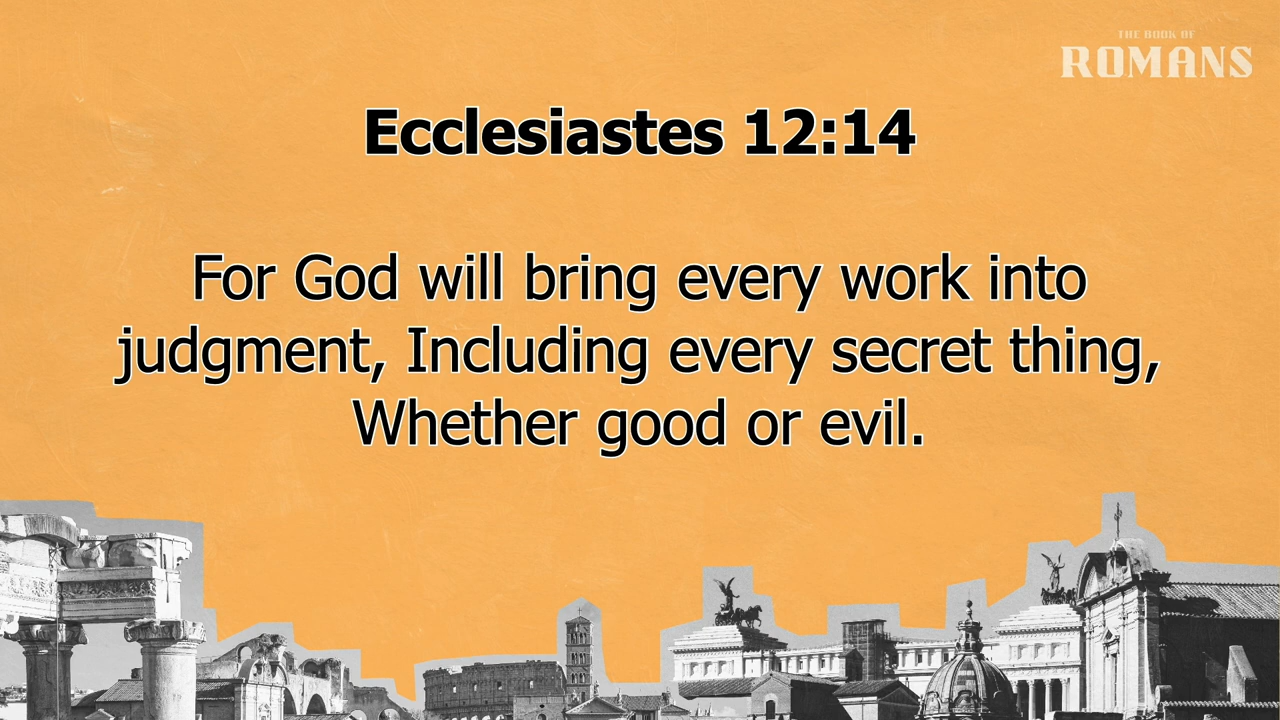 THE BOOK OF
ROMANS
Ecclesiastes 12:14
For God will bring every work into
judgment, Including every secret thing,
Whether good or evil.